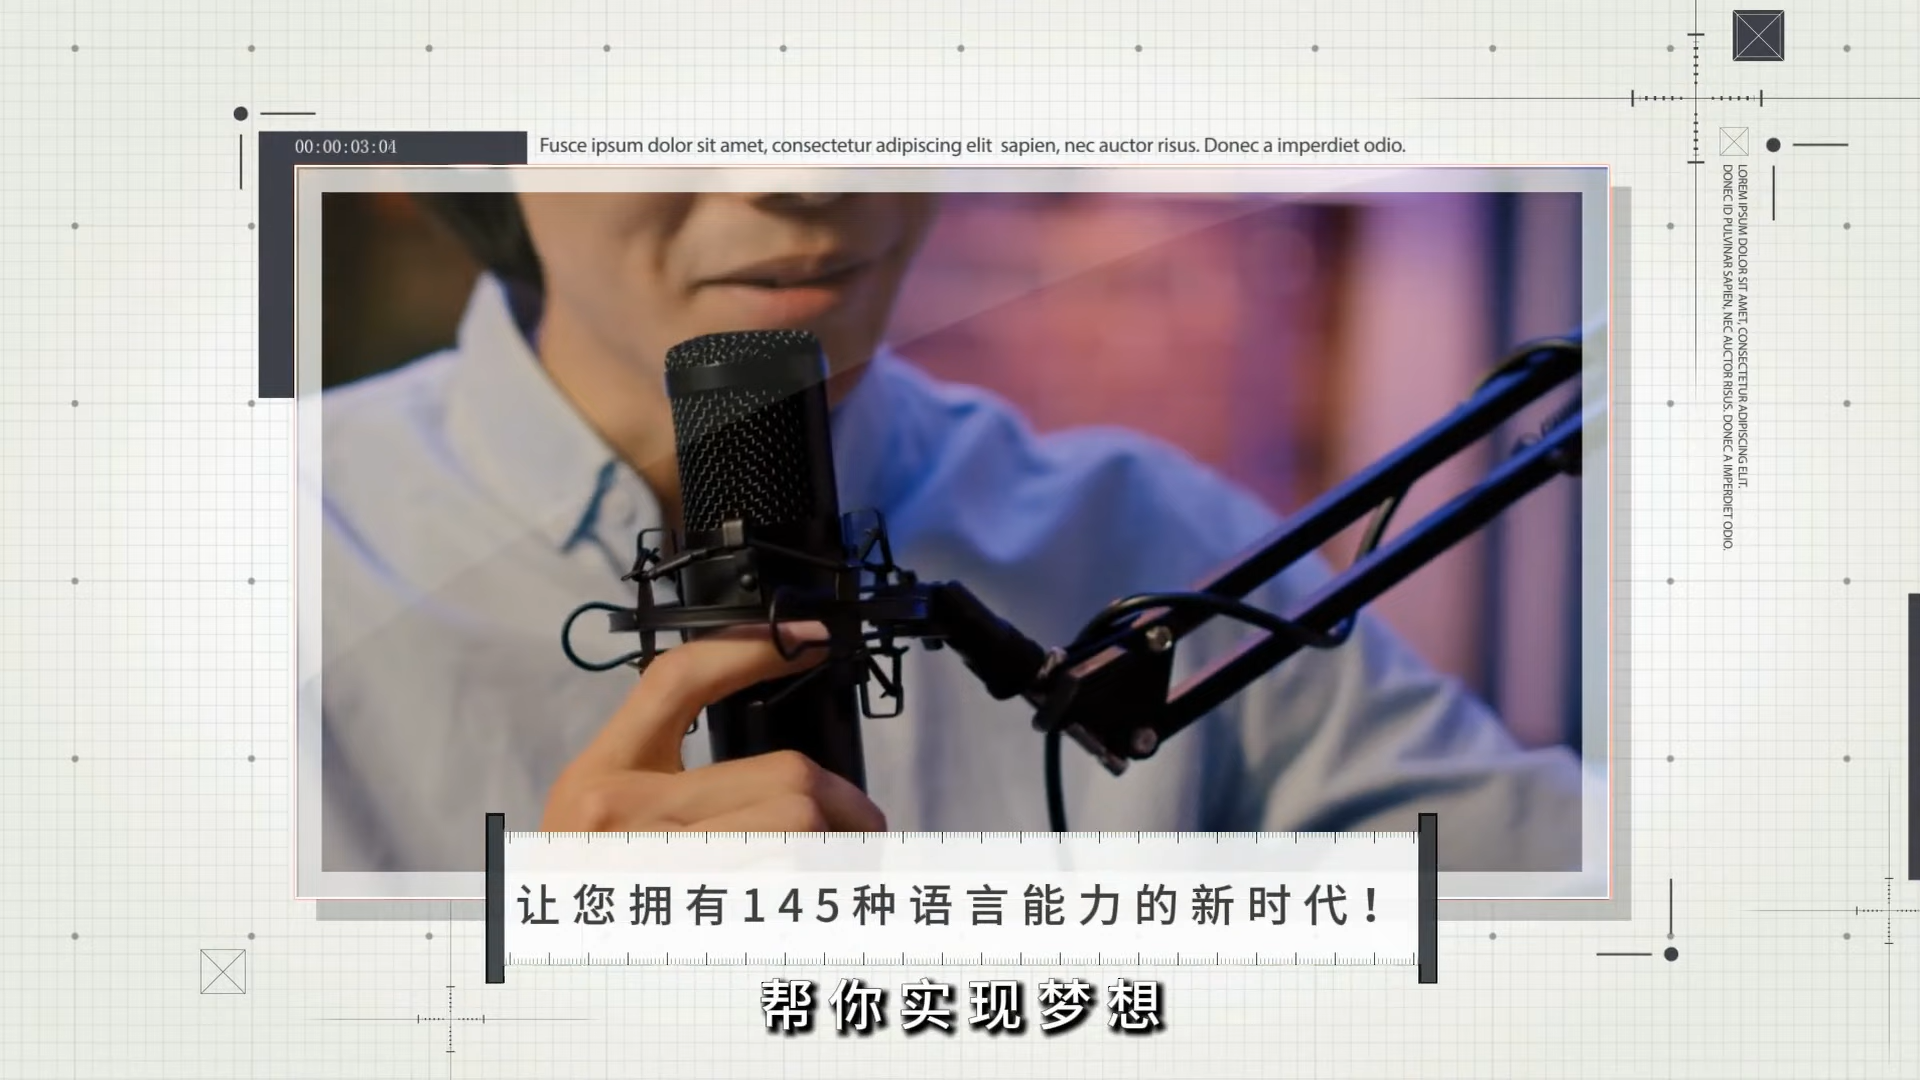 00:00:03:04
Fusce ipsum dolor sit amet, consectetur adipiscing elit sapien, nec auctor risus. Donec a imperdiet odio.
LOREM IPSUM DOLOR SIT AMET, CONSECTETUR ADIPISCING ELIT.
DONEC ID PULVINAR SAPIEN, NEC AUCTOR RISUS. DONEC A IMPERDIET ODIO.
让您拥有145种语言能力的新时代！
帮你实现梦想